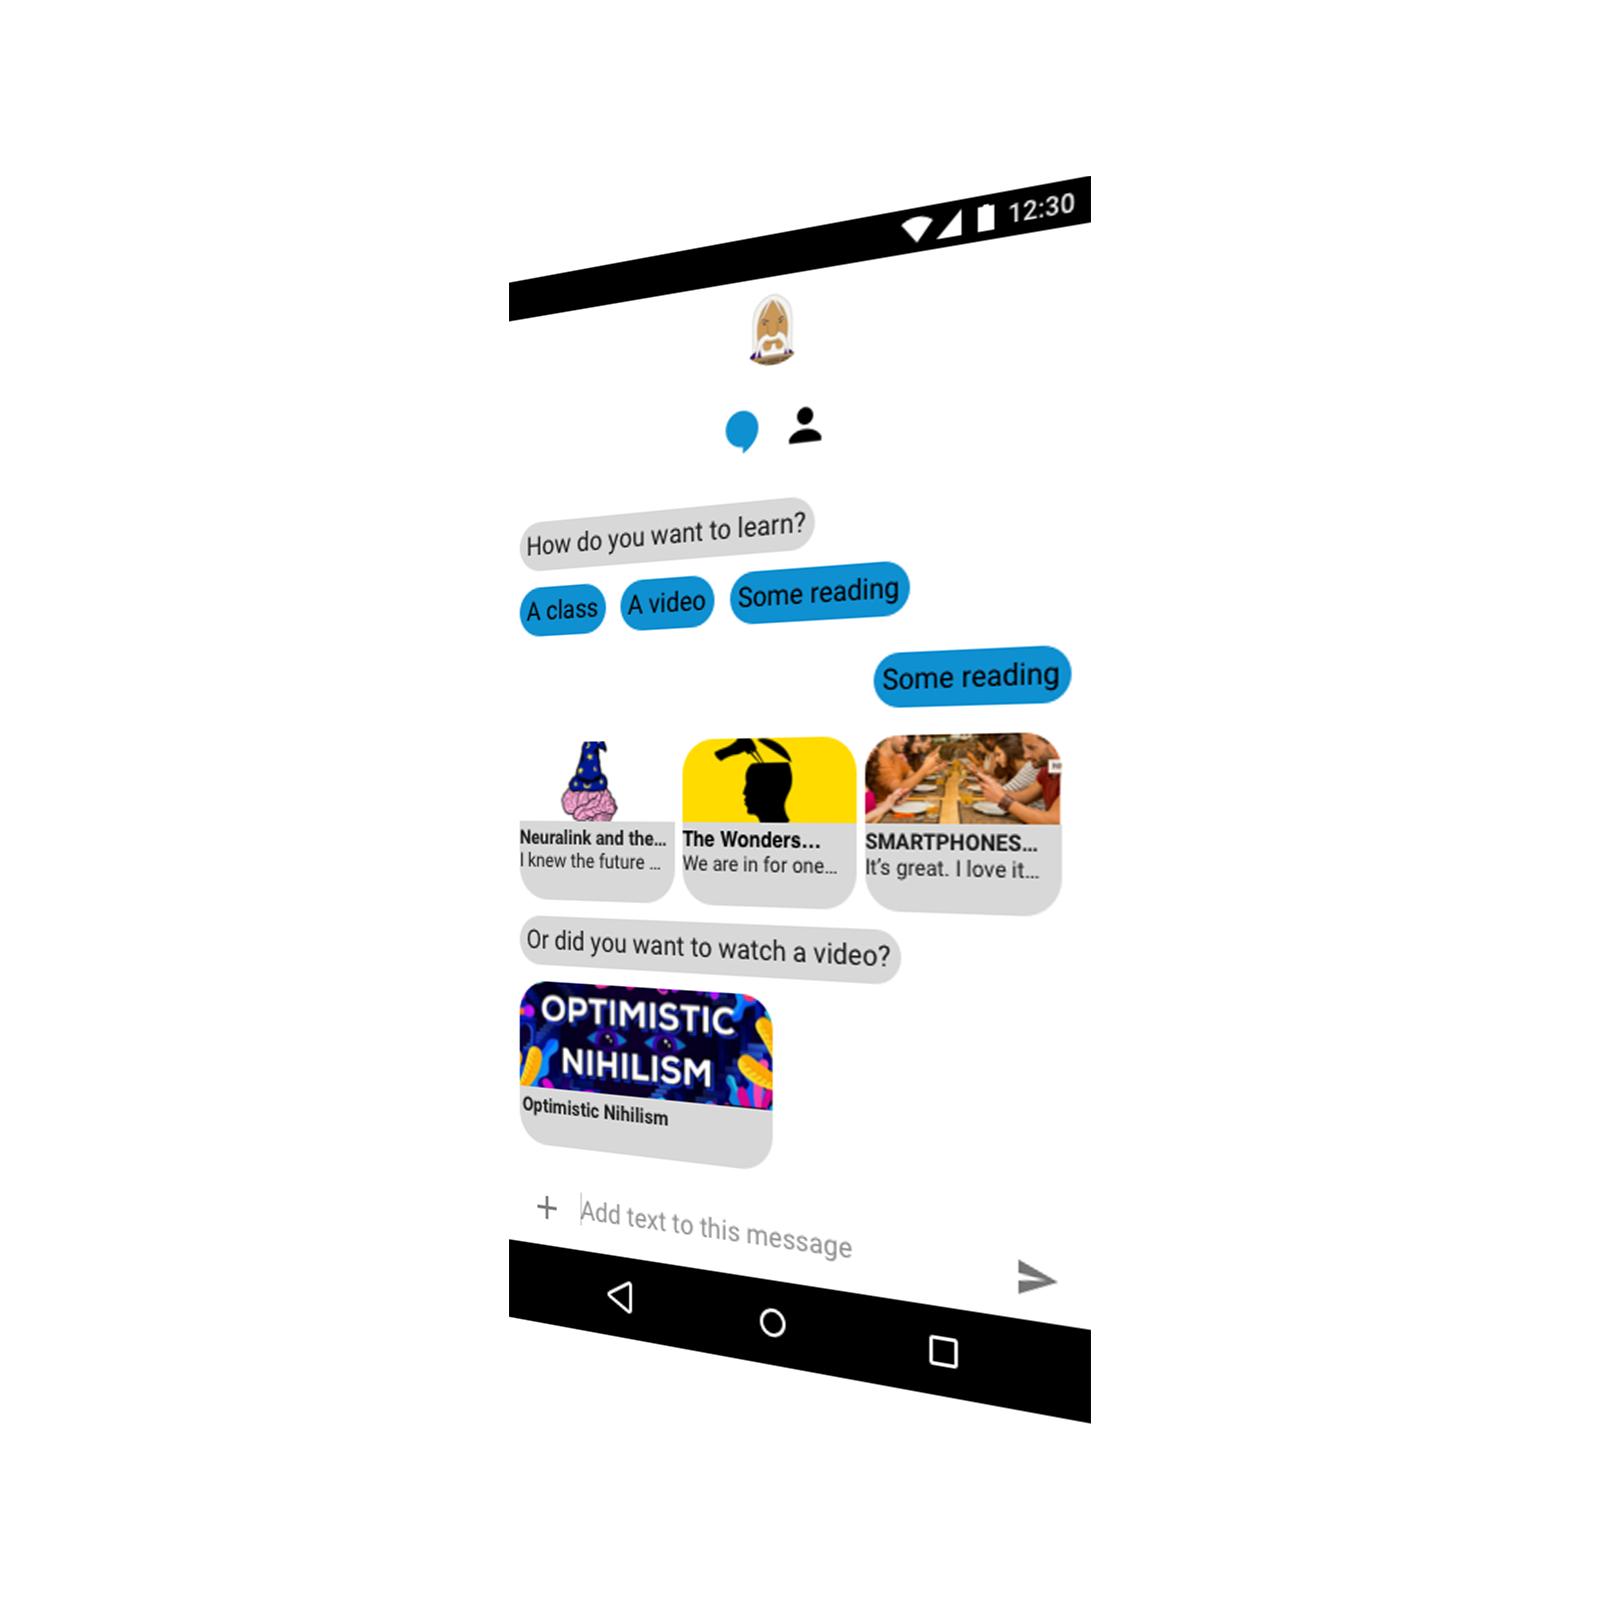 12:30
How do you want to learn?
A class
A video
Some reading
Some reading
Neuralink and the...
I knew the future ...
The Wonders...
We are in for one...
SMARTPHONES...
It's great. I love it...
Or did you want to watch a video?
OPTIMISTIC
NIHILISM
Optimistic Nihilism
Add text to this message